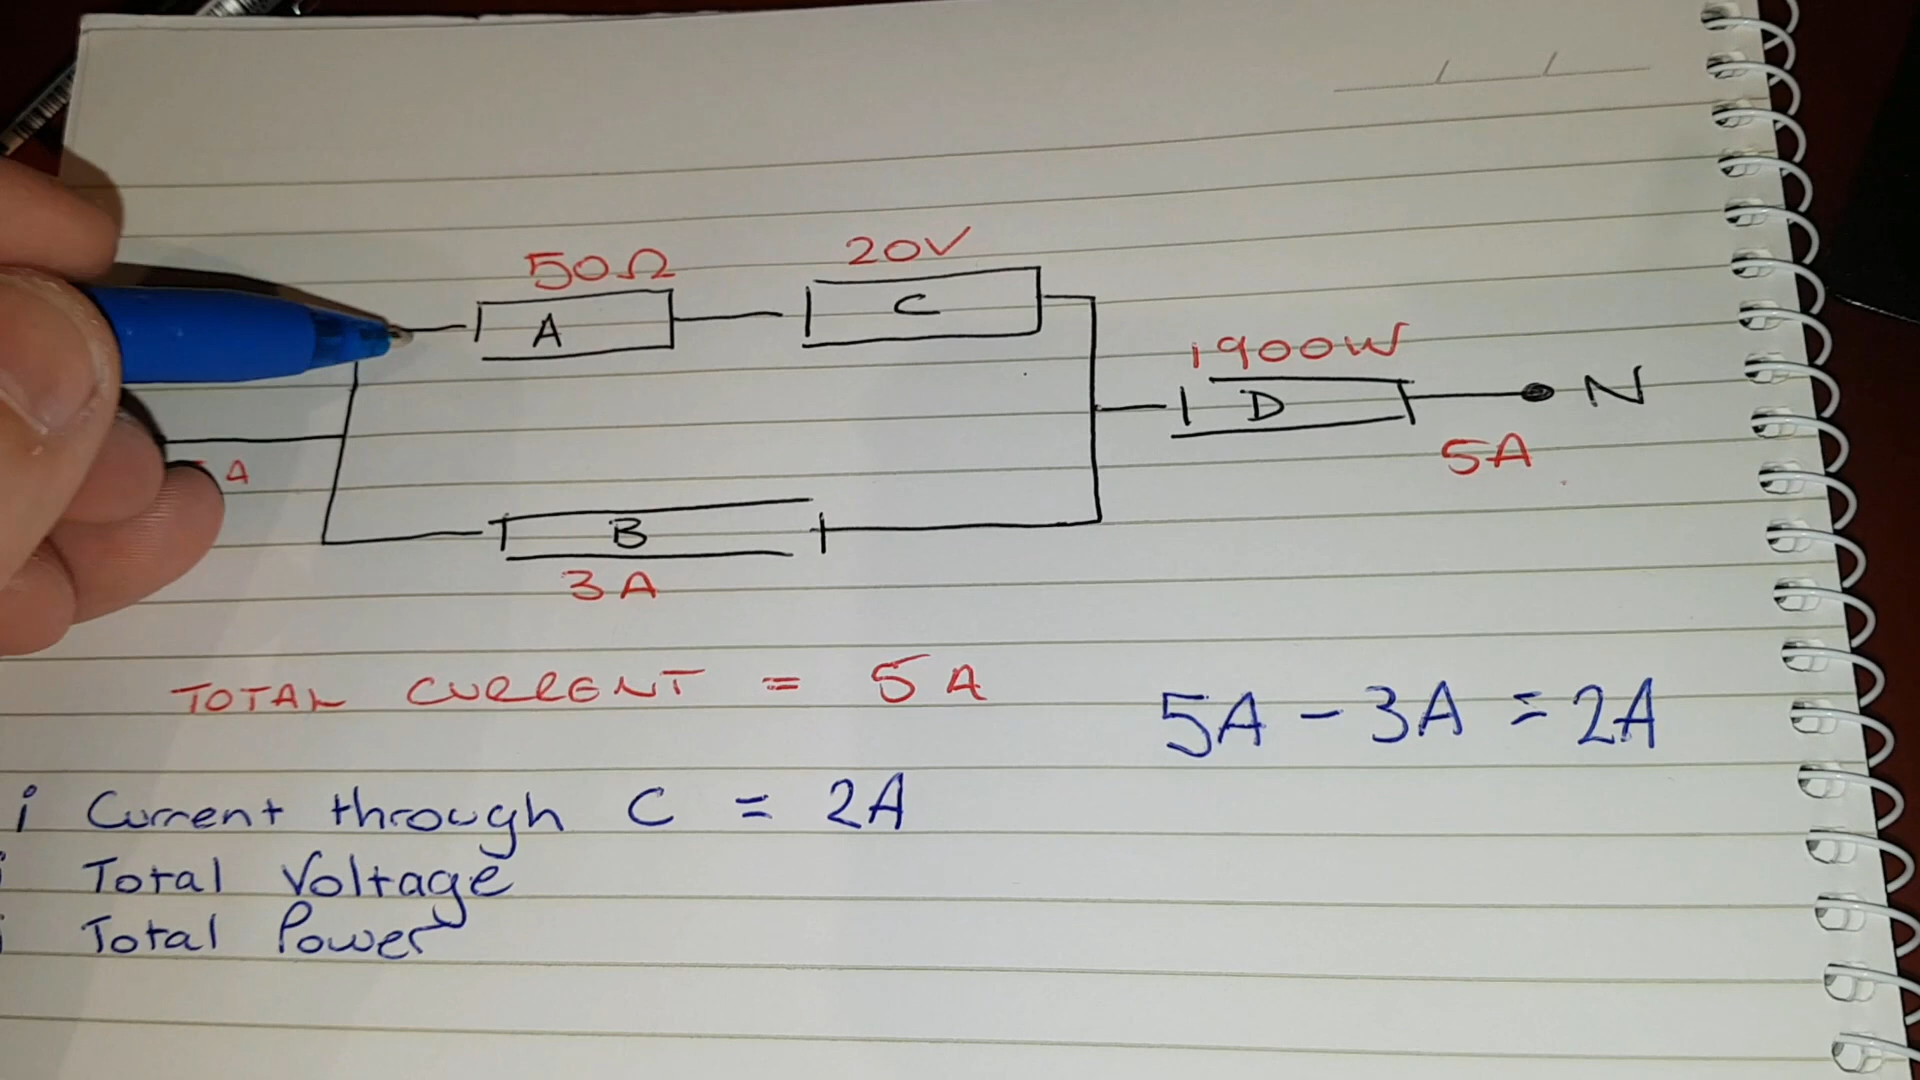 50Ω 20V
A C
1900W
D N
A 5A
B
3A
TOTAL CURRENT = 5A
5A - 3A = 2A
i Current through C = 2A
i Total Voltage
i Total Power